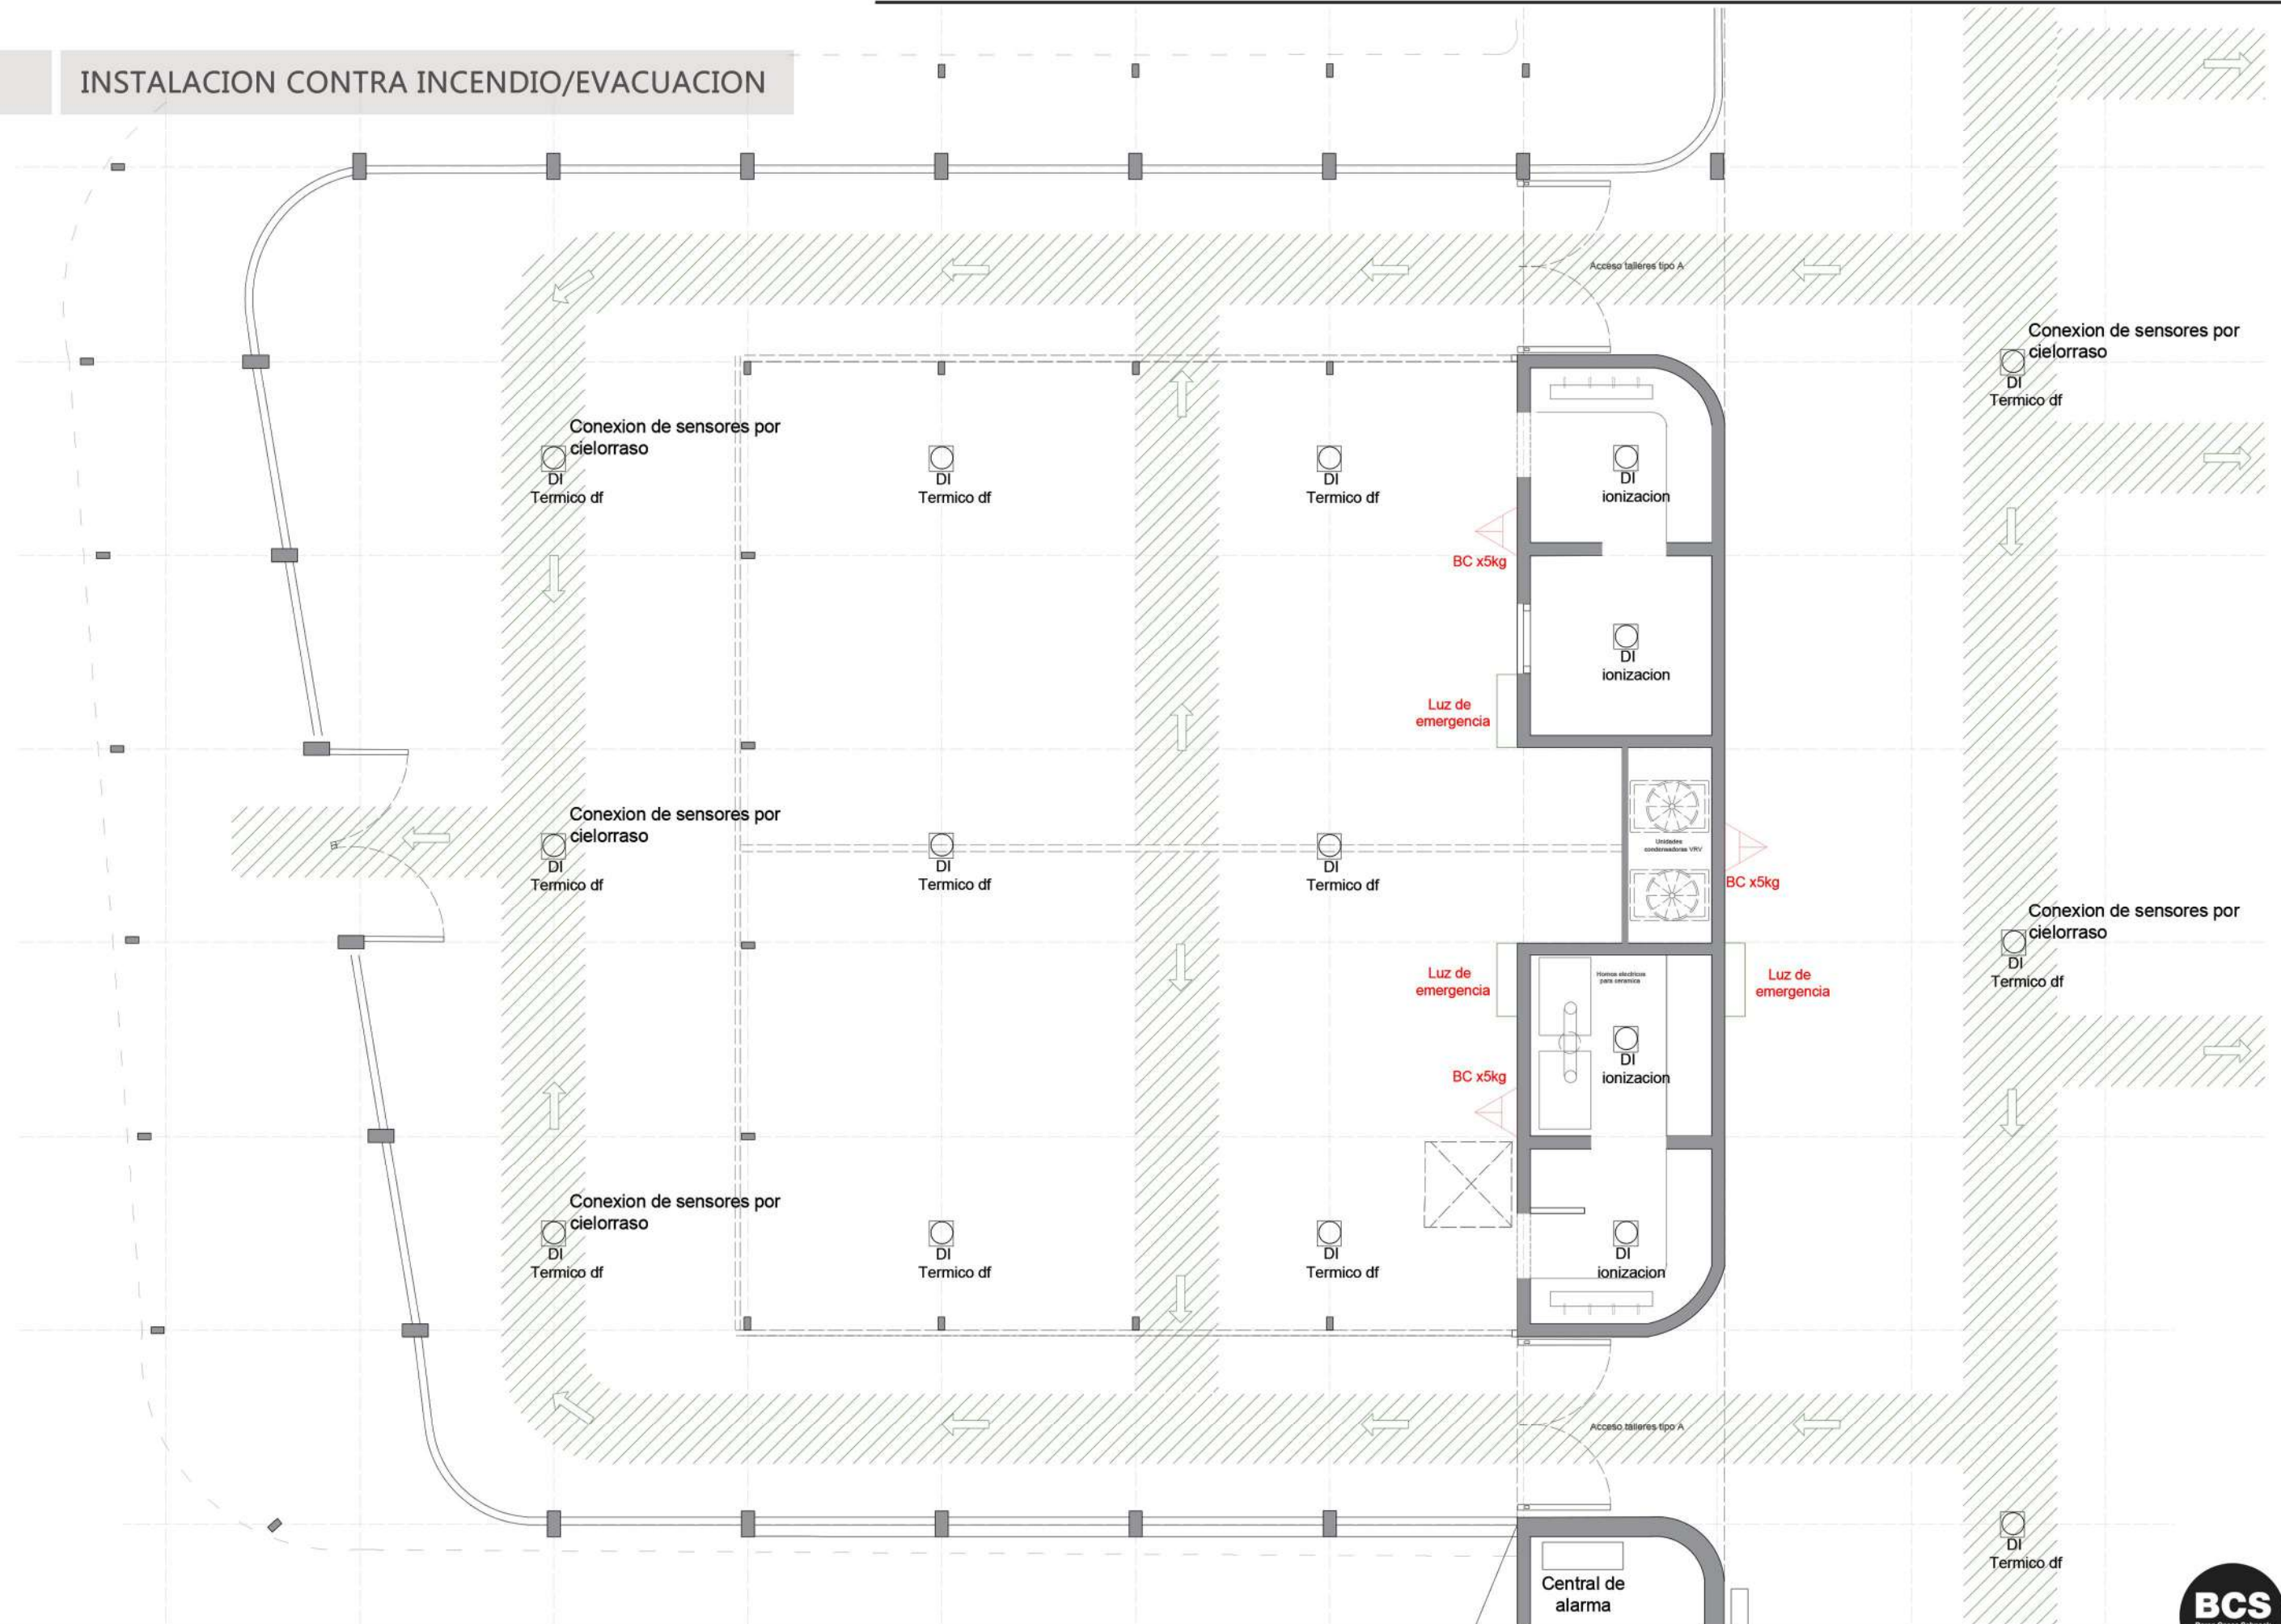 INSTALACION CONTRA INCENDIO/EVACUACION
Acceso talleres tipo A
Conexion de sensores por
cielorraso
DI
Termico df
Conexion de sensores por
cielorraso
DI
Termico df
DI
Termico df
DI
Termico df
DI
ionizacion
BC x5kg
DI
ionizacion
Luz de
emergencia
Conexion de sensores por
cielorraso
DI
Termico df
DI
Termico df
DI
Termico df
Unidades
condensadoras VRV
BC x5kg
Conexion de sensores por
cielorraso
DI
Termico df
Luz de
emergencia
Hornos electricos
para ceramica
Luz de
emergencia
DI
ionizacion
BC x5kg
Conexion de sensores por
cielorraso
DI
Termico df
DI
Termico df
DI
Termico df
DI
ionizacion
Acceso talleres tipo A
DI
Termico df
Central de
alarma
BCS